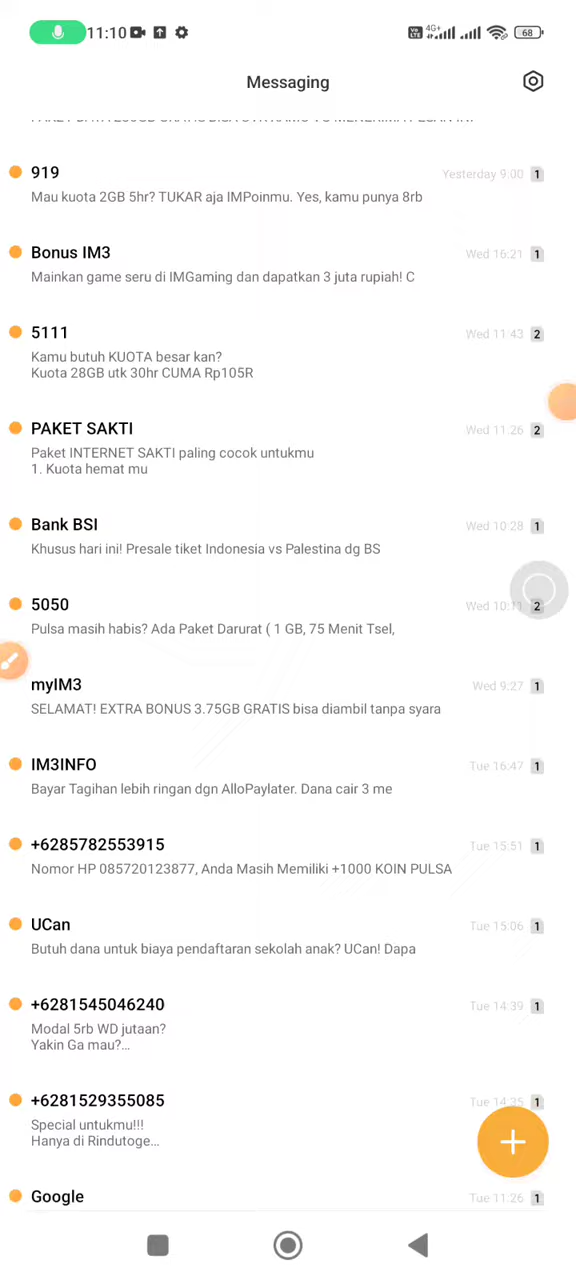 11:10
4G+
68
Messaging
919
Yesterday 9:00
1
Mau kuota 2GB 5hr? TUKAR aja IMPoinmu. Yes, kamu punya 8rb
Bonus IM3
Wed 16:21
1
Mainkan game seru di IMGaming dan dapatkan 3 juta rupiah! C
5111
Wed 11:43
2
Kamu butuh KUOTA besar kan?
Kuota 28GB utk 30hr CUMA Rp105R
PAKET SAKTI
Wed 11:26
2
Paket INTERNET SAKTI paling cocok untukmu
1. Kuota hemat mu
Bank BSI
Wed 10:28
1
Khusus hari ini! Presale tiket Indonesia vs Palestina dg BS
5050
Wed 10:11
2
Pulsa masih habis? Ada Paket Darurat ( 1 GB, 75 Menit Tsel,
myIM3
Wed 9:27
1
SELAMAT! EXTRA BONUS 3.75GB GRATIS bisa diambil tanpa syara
IM3INFO
Tue 16:47
1
Bayar Tagihan lebih ringan dgn AlloPaylater. Dana cair 3 me
+6285782553915
Tue 15:51
1
Nomor HP 085720123877, Anda Masih Memiliki +1000 KOIN PULSA
UCan
Tue 15:06
1
Butuh dana untuk biaya pendaftaran sekolah anak? UCan! Dapa
+6281545046240
Tue 14:39
1
Modal 5rb WD jutaan?
Yakin Ga mau?...
+6281529355085
Tue 14:35
1
Special untukmu!!!
Hanya di Rindutoge...
Google
Tue 11:26
1